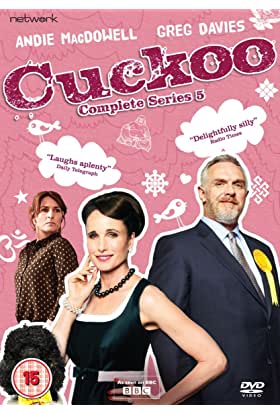 network
ANDIE MACDOWELL GREG DAVIES
Cuckoo
Complete Series 5
"Delightfully silly"
Radio Times
"Laughs aplenty"
Daily Telegraph
15
As seen on BBC
BBC
DVD
VIDEO